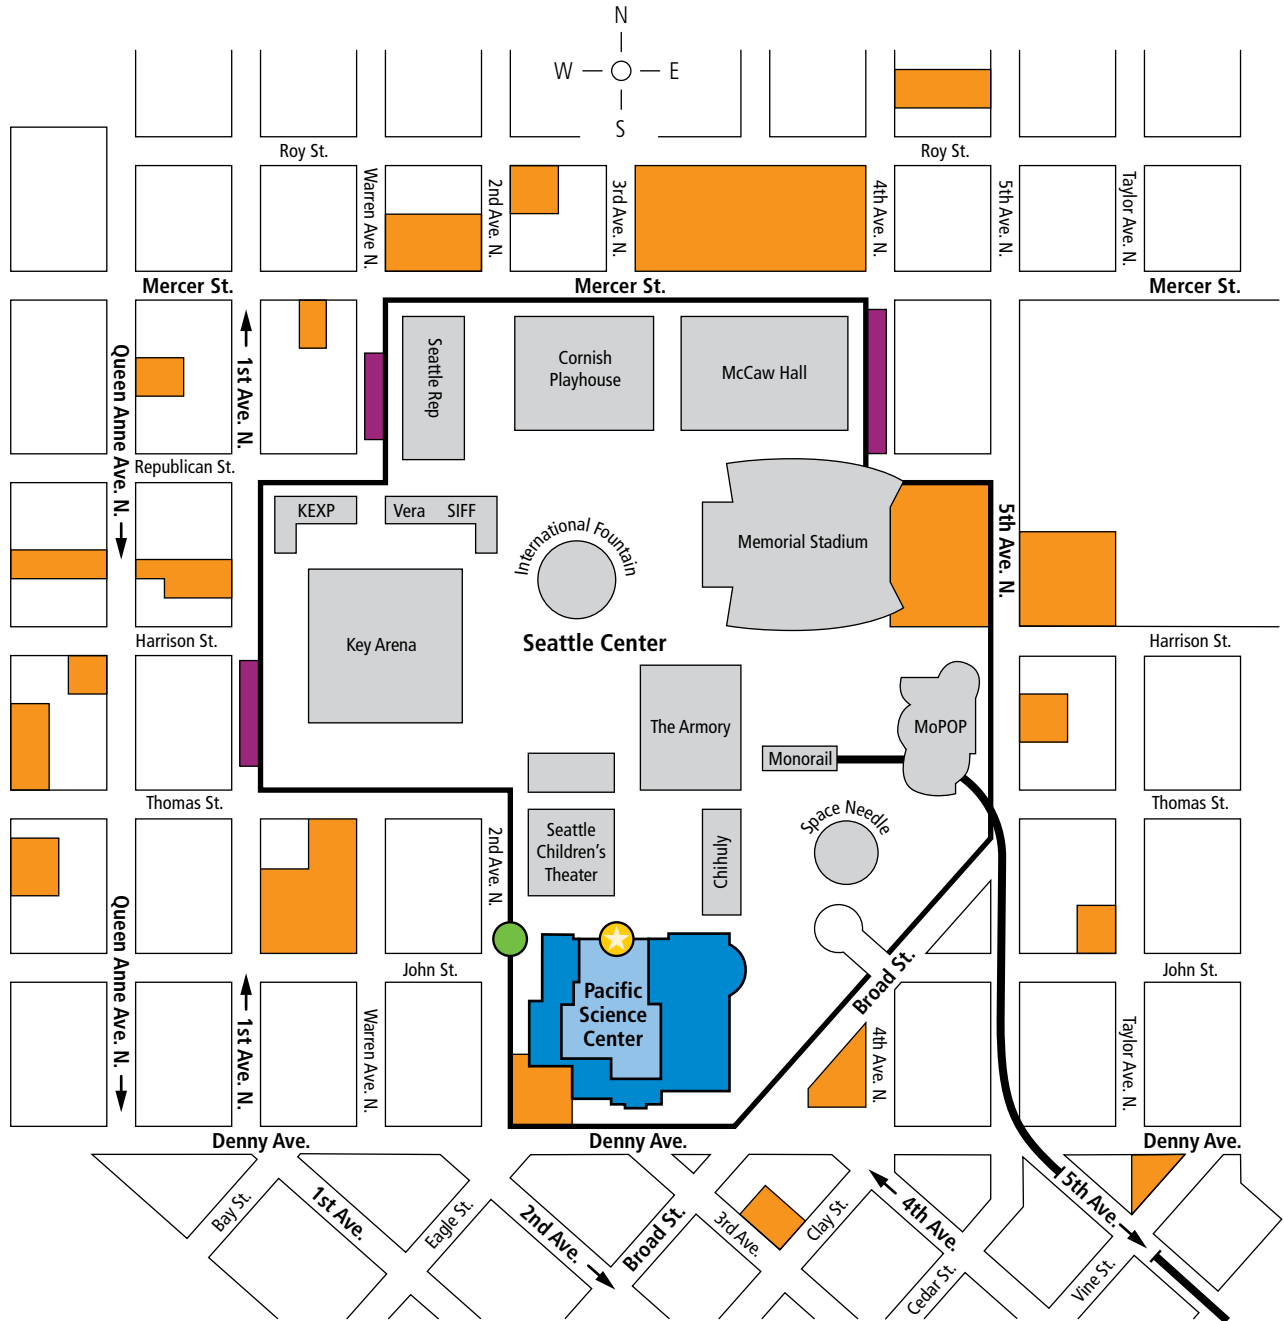 N
W
E
S
Roy St.
Roy St.
Warren Ave N.
2nd Ave. N.
3rd Ave. N.
4th Ave. N.
5th Ave. N.
Taylor Ave. N.
Mercer St.
Mercer St.
Mercer St.
Queen Anne Ave. N.
1st Ave. N.
Seattle Rep
Cornish
Playhouse
McCaw Hall
Republican St.
KEXP
Vera
SIFF
International Fountain
Memorial Stadium
5th Ave. N.
Seattle Center
Harrison St.
Harrison St.
Key Arena
The Armory
MoPOP
Monorail
Thomas St.
Thomas St.
2nd Ave. N.
Seattle
Children's
Theater
Chihuly
Space Needle
Queen Anne Ave. N.
John St.
John St.
Broad St.
Pacific
Science
Center
1st Ave. N.
Warren Ave. N.
4th Ave. N.
Taylor Ave. N.
Denny Ave.
Denny Ave.
Denny Ave.
Bay St.
1st Ave.
Eagle St.
2nd Ave.
Broad St.
3rd Ave.
Clay St.
4th Ave.
Cedar St.
5th Ave.
Vine St.